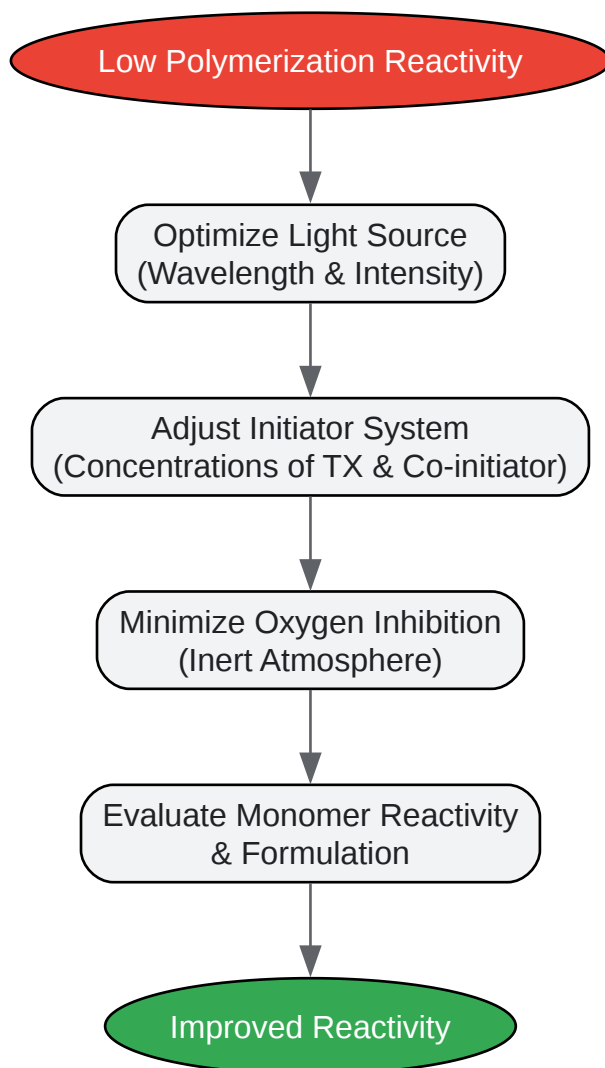 Low Polymerization Reactivity
Optimize Light Source
(Wavelength & Intensity)
Adjust Initiator System
(Concentrations of TX & Co-initiator)
Minimize Oxygen Inhibition
(Inert Atmosphere)
Evaluate Monomer Reactivity
& Formulation
Improved Reactivity